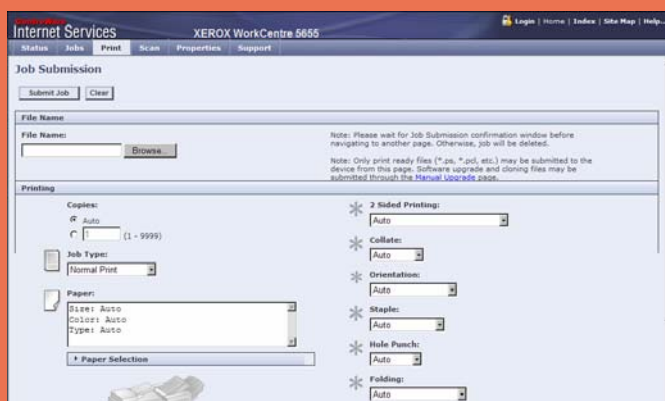 CentreWare
Internet Services
XEROX WorkCentre 5655
Login | Home | Index | Site Map | Help...
Status Jobs Print Scan Properties Support
Job Submission
Submit Job Clear
File Name
File Name:
Browse...
Note: Please wait for Job Submission confirmation window before
navigating to another page. Otherwise, job will be deleted.
Note: Only print ready files (*.ps, *.pcl, etc.) may be submitted to the
device from this page. Software upgrade and cloning files may be
submitted through the Manual Upgrade page.
Printing
Copies:
Auto
1 (1 - 9999)
Job Type:
Normal Print
Paper:
Size: Auto
Color: Auto
Type: Auto
Paper Selection
2 Sided Printing:
Auto
Collate:
Auto
Orientation:
Auto
Staple:
Auto
Hole Punch:
Auto
Folding:
Auto